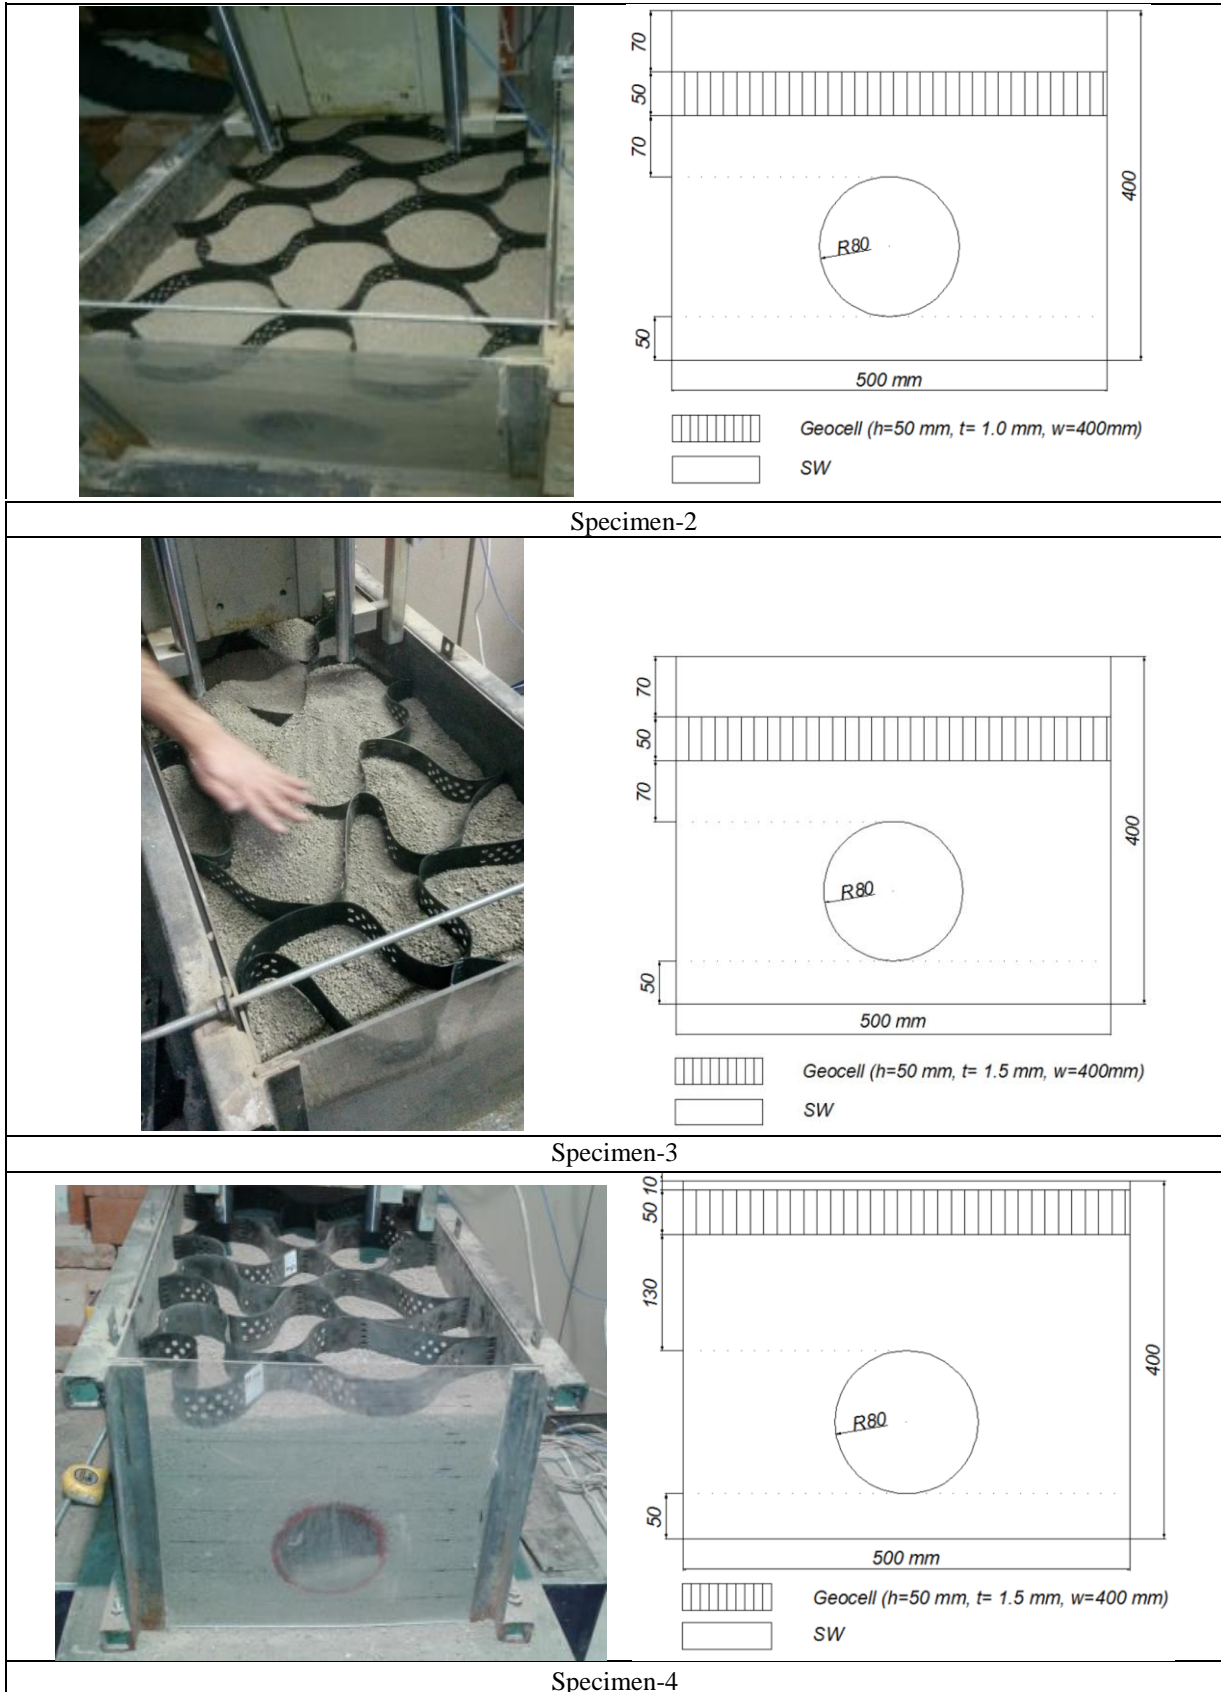 70
50
70
400
R80
50
500 mm
Geocell (h=50 mm, t= 1.0 mm, w=400mm)
SW
Specimen-2
70
50
70
400
R80
50
500 mm
Geocell (h=50 mm, t= 1.5 mm, w=400mm)
SW
Specimen-3
10
50
130
400
R80
50
500 mm
Geocell (h=50 mm, t= 1.5 mm, w=400 mm)
SW
Specimen-4